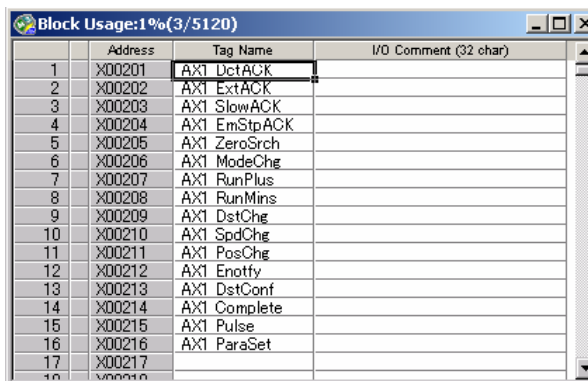 Block Usage:1%(3/5120)
Address Tag Name I/O Comment (32 char)
1 X00201 AX1 DctACK
2 X00202 AX1 ExtACK
3 X00203 AX1 SlowACK
4 X00204 AX1 EmStpACK
5 X00205 AX1 ZeroSrch
6 X00206 AX1 ModeChg
7 X00207 AX1 RunPlus
8 X00208 AX1 RunMins
9 X00209 AX1 DstChg
10 X00210 AX1 SpdChg
11 X00211 AX1 PosChg
12 X00212 AX1 Enotfy
13 X00213 AX1 DstConf
14 X00214 AX1 Complete
15 X00215 AX1 Pulse
16 X00216 AX1 ParaSet
17 X00217